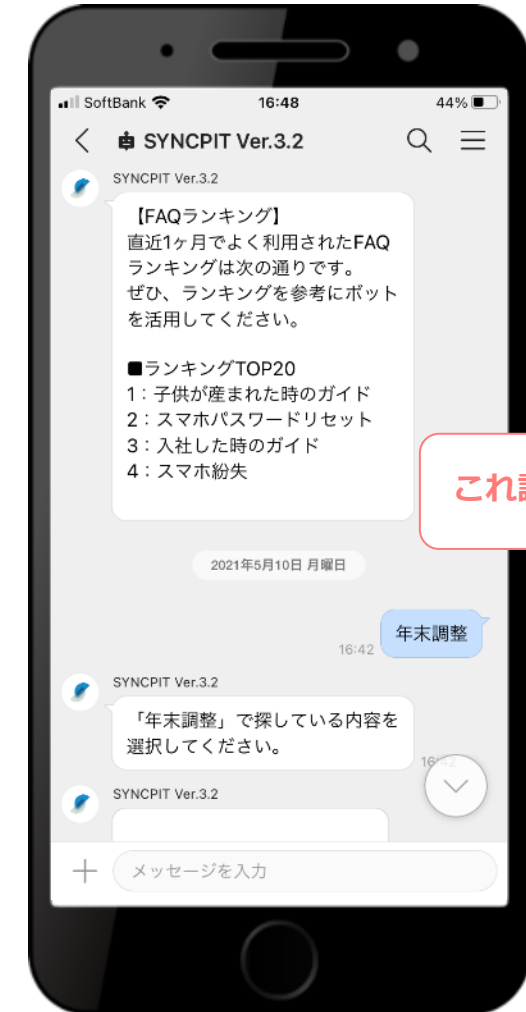 SoftBank 16:48 44%
SYNCPIT Ver.3.2
SYNCPIT Ver.3.2
【FAQランキング】
直近1ヶ月でよく利用されたFAQ
ランキングは次の通りです。
ぜひ、ランキングを参考にボット
を活用してください。
■ランキングTOP20
1：子供が産まれた時のガイド
2：スマホパスワードリセット
3：入社した時のガイド
4：スマホ紛失
これ
2021年5月10日 月曜日
年末調整
16:42
SYNCPIT Ver.3.2
「年末調整」で探している内容を
選択してください。
16:42
SYNCPIT Ver.3.2
メッセージを入力